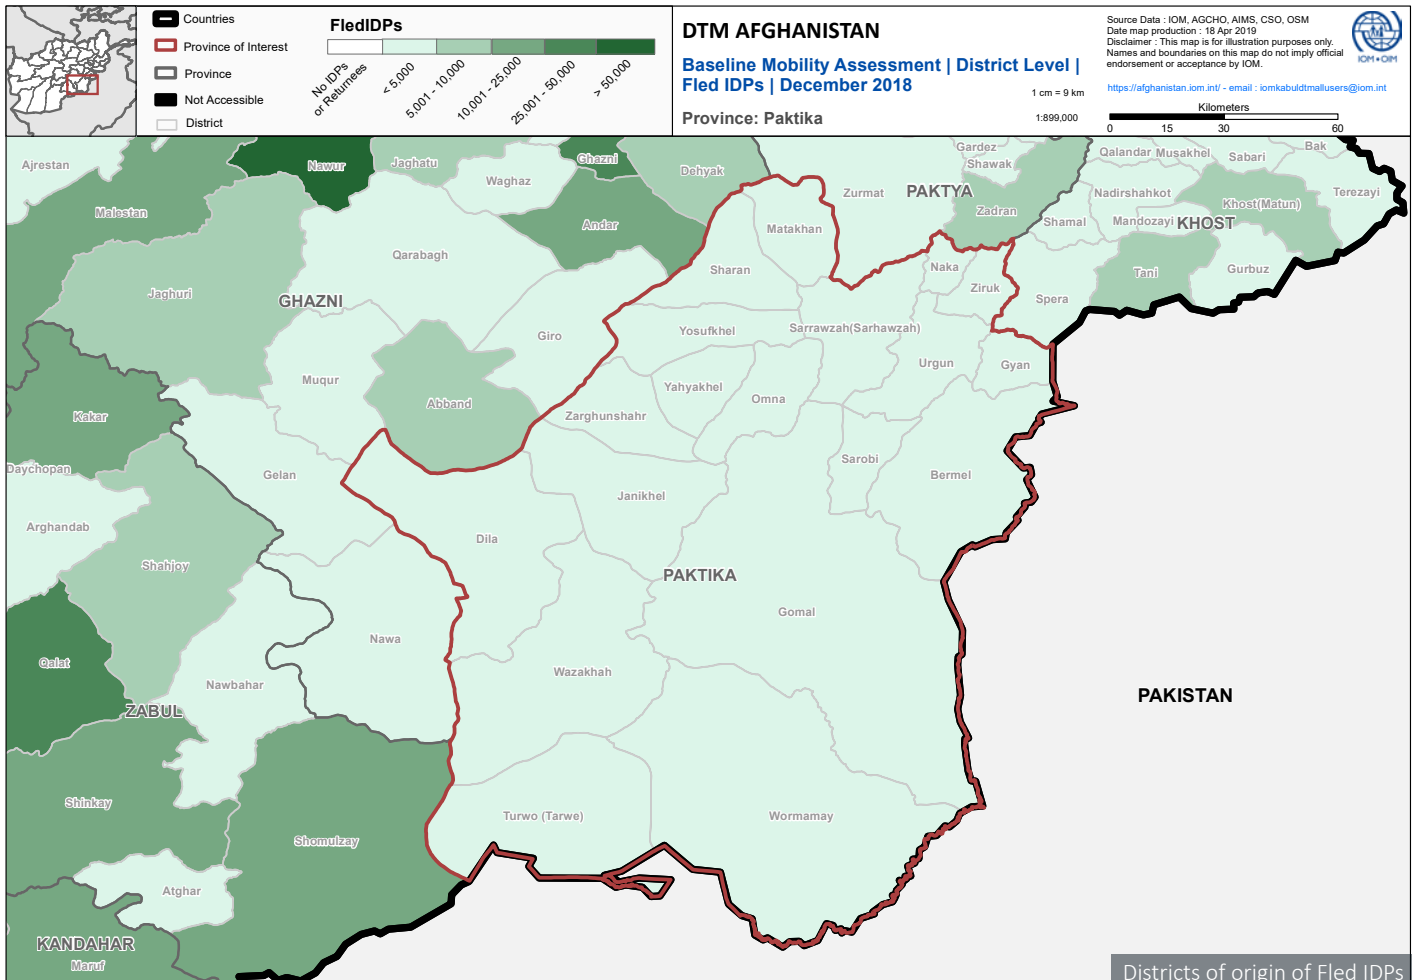 Countries
Province of Interest
Province
Not Accessible
District
FledIDPs
No IDPs
or Returnees
< 5,000
5,001 - 10,000
10,001 - 25,000
25,001 - 50,000
> 50,000
DTM AFGHANISTAN
Baseline Mobility Assessment | District Level |
Fled IDPs | December 2018
1 cm = 9 km
Province: Paktika
1:899,000
Source Data : IOM, AGCHO, AIMS, CSO, OSM
Date map production : 18 Apr 2019
Disclaimer : This map is for illustration purposes only.
Names and boundaries on this map do not imply official
endorsement or acceptance by IOM.
IOM•OIM
https://afghanistan.iom.int/ - email : iomkabuldtmallusers@iom.int
Kilometers
0 15 30 60
Ajrestan
Nawur
Jaghatu
Ghazni
Waghaz
Dehyak
Gardez
Shawak
Zurmat
PAKTYA
Zadran
Qalandar
Musakhel
Sabari
Bak
Nadirshahkot
Terezayi
Khost(Matun)
Mandozayi
KHOST
Shamal
Malestan
Andar
Matakhan
Qarabagh
Sharan
Naka
Ziruk
Tani
Gurbuz
Spera
Jaghuri
GHAZNI
Giro
Yosufkhel
Sarrawzah(Sarhawzah)
Urgun
Gyan
Muqur
Yahyakhel
Omna
Abband
Zarghunshahr
Kakar
Daychopan
Gelan
Sarobi
Bermel
Janikhel
Arghandab
Dila
Shahjoy
PAKTIKA
Gomal
Nawa
Qalat
Wazakhah
Nawbahar
PAKISTAN
ZABUL
Shinkay
Turwo (Tarwe)
Wormamay
Shomulzay
Atghar
KANDAHAR
Maruf
Districts of origin of Fled IDPs